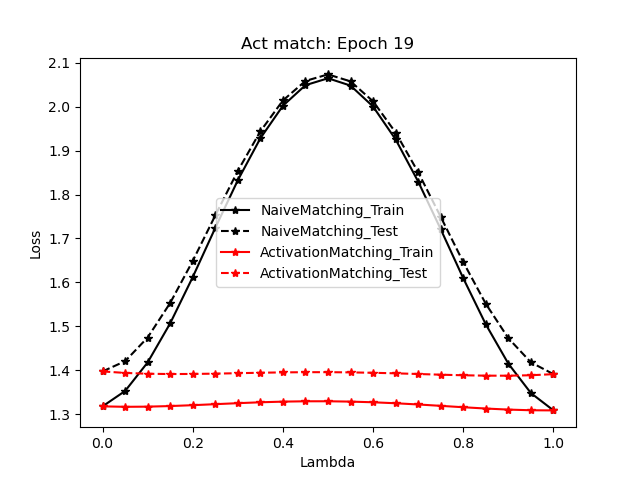 Act match: Epoch 19
2.1
2.0
1.9
1.8
1.7
1.6
1.5
1.4
1.3
Loss
NaiveMatching_Train
NaiveMatching_Test
ActivationMatching_Train
ActivationMatching_Test
0.0 0.2 0.4 0.6 0.8 1.0
Lambda